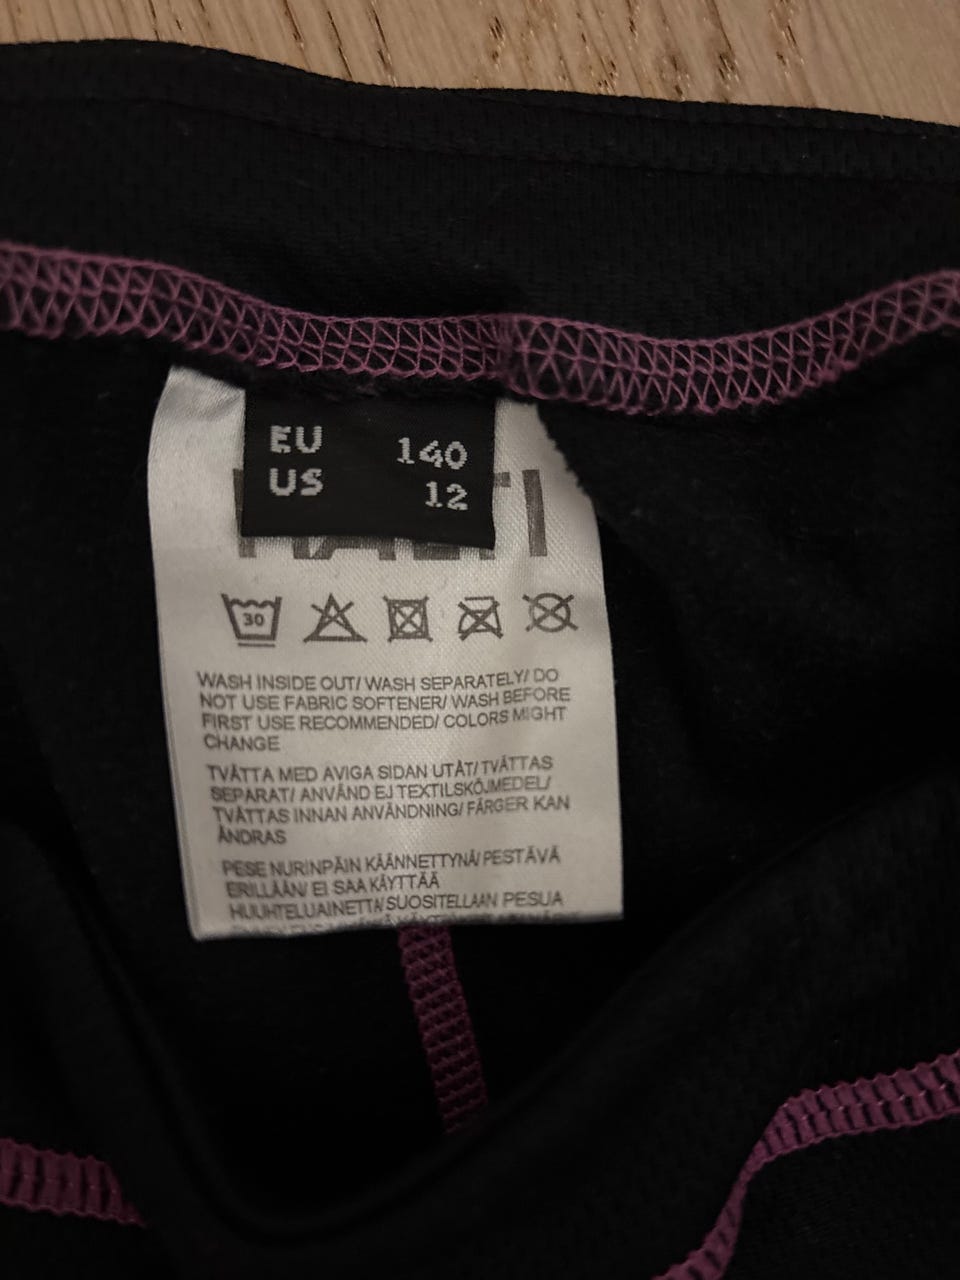 EU 140
US 12
30
WASH INSIDE OUT/ WASH SEPARATELY/ DO
NOT USE FABRIC SOFTENER/ WASH BEFORE
FIRST USE RECOMMENDED/ COLORS MIGHT
CHANGE
TVÄTTA MED AVIGA SIDAN UTÅT/ TVÄTTAS
SEPARAT/ ANVÄND EJ TEXTILSKÖJMEDEL/
TVÄTTAS INNAN ANVÄNDNING/ FÄRGER KAN
ÄNDRAS
PESE NURINPÄIN KÄÄNNETTYNÄ/ PESTÄVÄ
ERILLÄÄN/ EI SAA KÄYTTÄÄ
HUUHTELUAINETTA/ SUOSITELLAAN PESUA